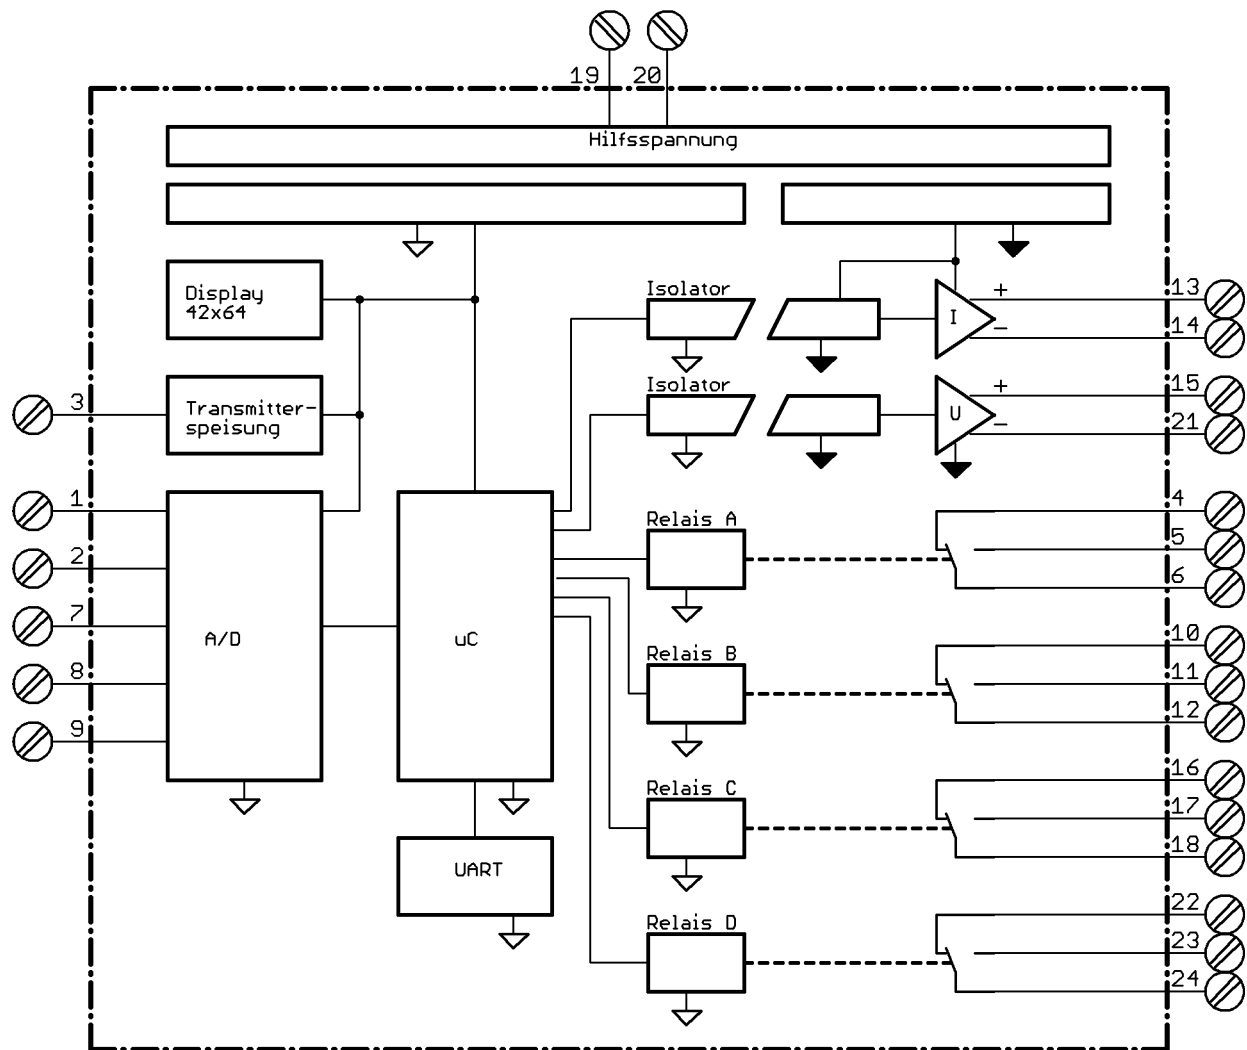 19 20
Hilfsspannung
Display
42x64
Isolator
+
I
−
13
14
3
Transmitter-
speisung
Isolator
+
U
−
15
21
1
2
7
8
9
A/D
uC
Relais A
4
5
6
Relais B
10
11
12
Relais C
16
17
18
UART
Relais D
22
23
24